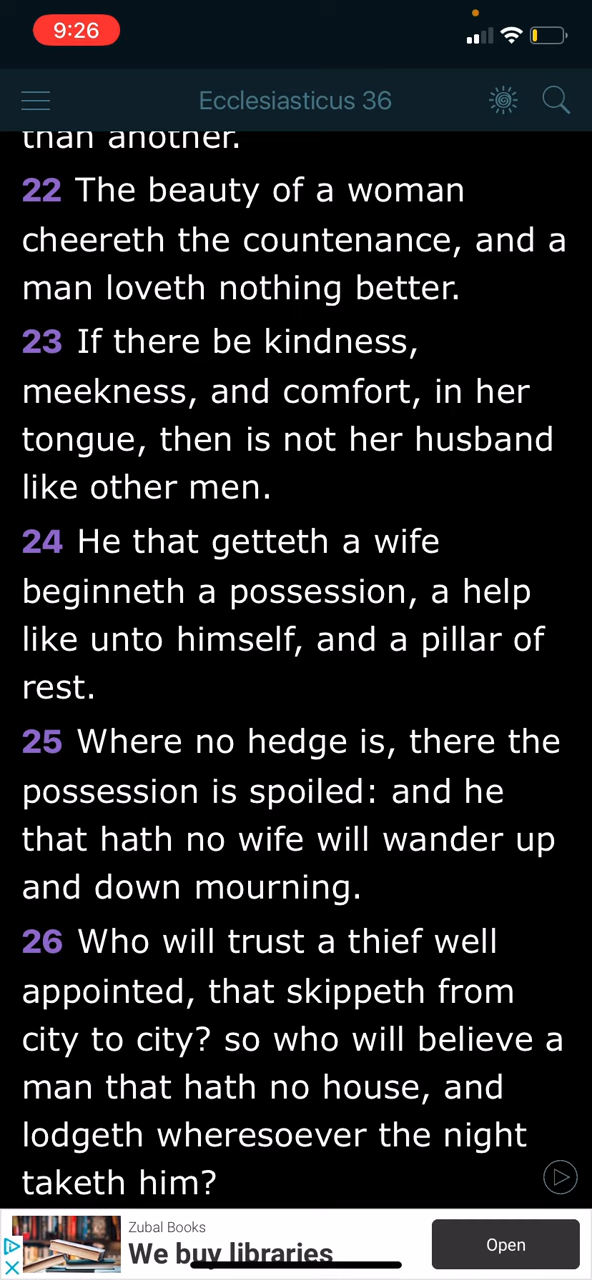 9:26
Ecclesiasticus 36
than another.
22 The beauty of a woman
cheereth the countenance, and a
man loveth nothing better.
23 If there be kindness,
meekness, and comfort, in her
tongue, then is not her husband
like other men.
24 He that getteth a wife
beginneth a possession, a help
like unto himself, and a pillar of
rest.
25 Where no hedge is, there the
possession is spoiled: and he
that hath no wife will wander up
and down mourning.
26 Who will trust a thief well
appointed, that skippeth from
city to city? so who will believe a
man that hath no house, and
lodgeth wheresoever the night
taketh him?
Zubal Books
We buy libraries
Open